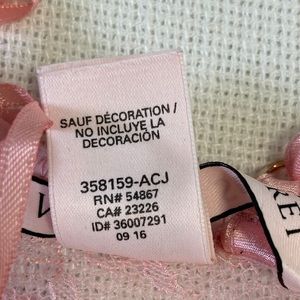 SAUF DÉCORATION /
NO INCLUYE LA
DECORACIÓN
358159-ACJ
RN# 54867
CA# 23226
ID# 36007291
09 16